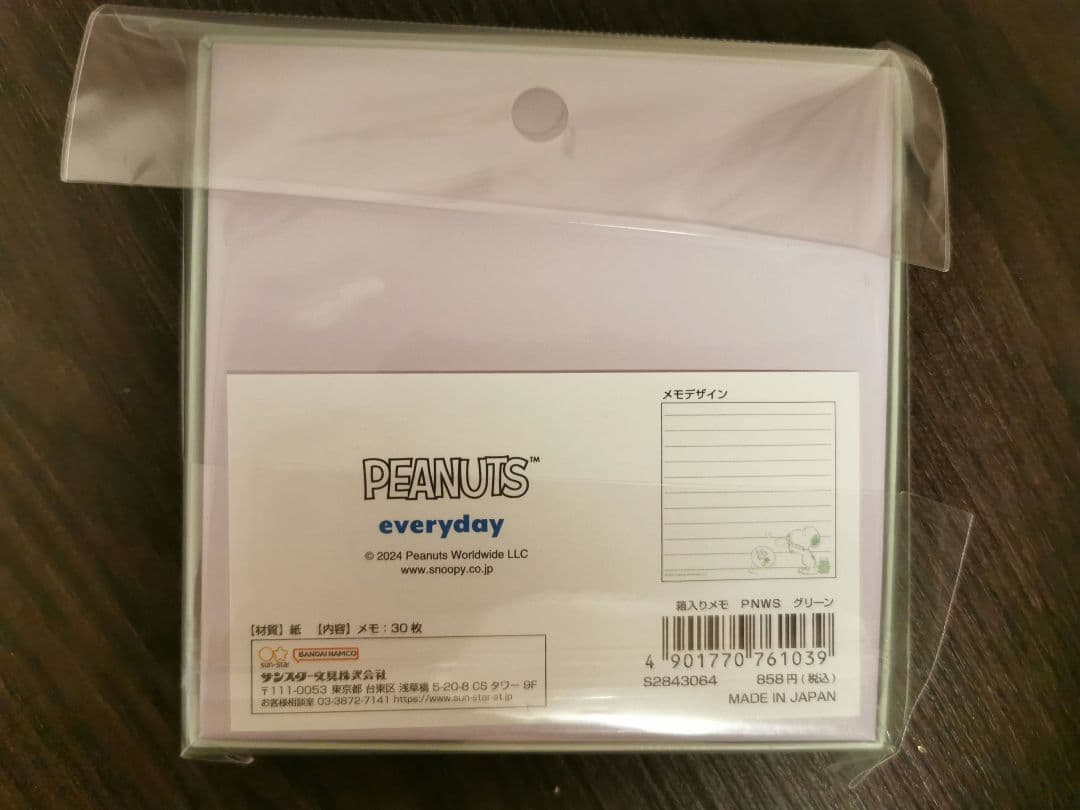 メモデザイン
PEANUTS™
everyday
© 2024 Peanuts Worldwide LLC
www.snoopy.co.jp
箱入りメモ PNWS グリーン
4 901770 761039
S2843064 858円(税込)
MADE IN JAPAN
【材質】紙 【内容】メモ:30枚
sun-star BANDAI NAMCO
サンスター文具株式会社
〒111-0053 東京都 台東区 浅草橋 5-20-8 CS タワー 9F
お客様相談室 03-3872-7141 https://www.sun-star-st.jp